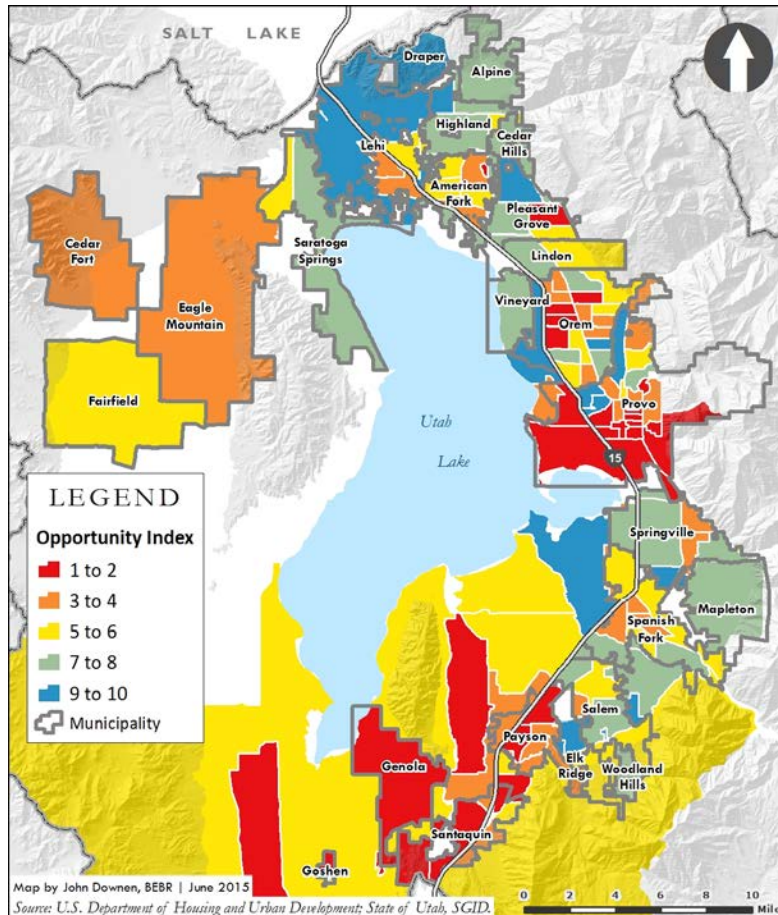 SALT LAKE
Draper
Alpine
Highland
Cedar
Hills
Lehi
American
Fork
Pleasant
Grove
Cedar
Fort
Saratoga
Springs
Lindon
Eagle
Mountain
Vineyard
Orem
Fairfield
Provo
Utah
Lake
15
LEGEND
Opportunity Index
1 to 2
3 to 4
5 to 6
7 to 8
9 to 10
Municipality
Springville
Mapleton
Spanish
Fork
Salem
Payson
Elk
Ridge
Woodland
Hills
Genola
Santaquin
Goshen
0 2 4 6 8 10
Mil
Map by John Downen, BEBR | June 2015
Source: U.S. Department of Housing and Urban Development; State of Utah, SGID.